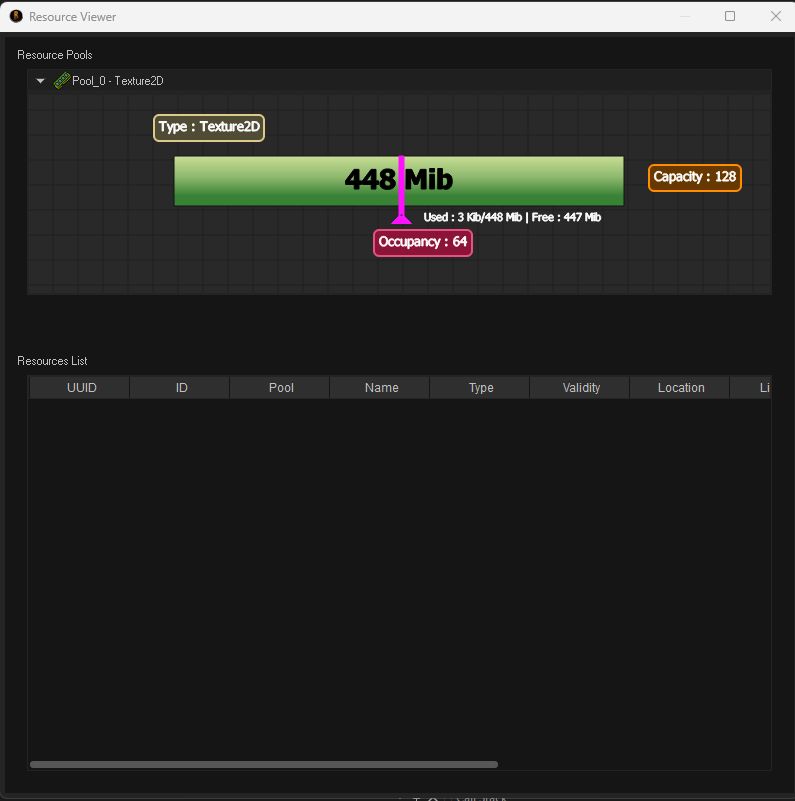 Resource Viewer
Resource Pools
Pool_0 - Texture2D
Type : Texture2D
448 Mib
Capacity : 128
Used : 3 Kib/448 Mib | Free : 447 Mib
Occupancy : 64
Resources List
UUID ID Pool Name Type Validity Location Li